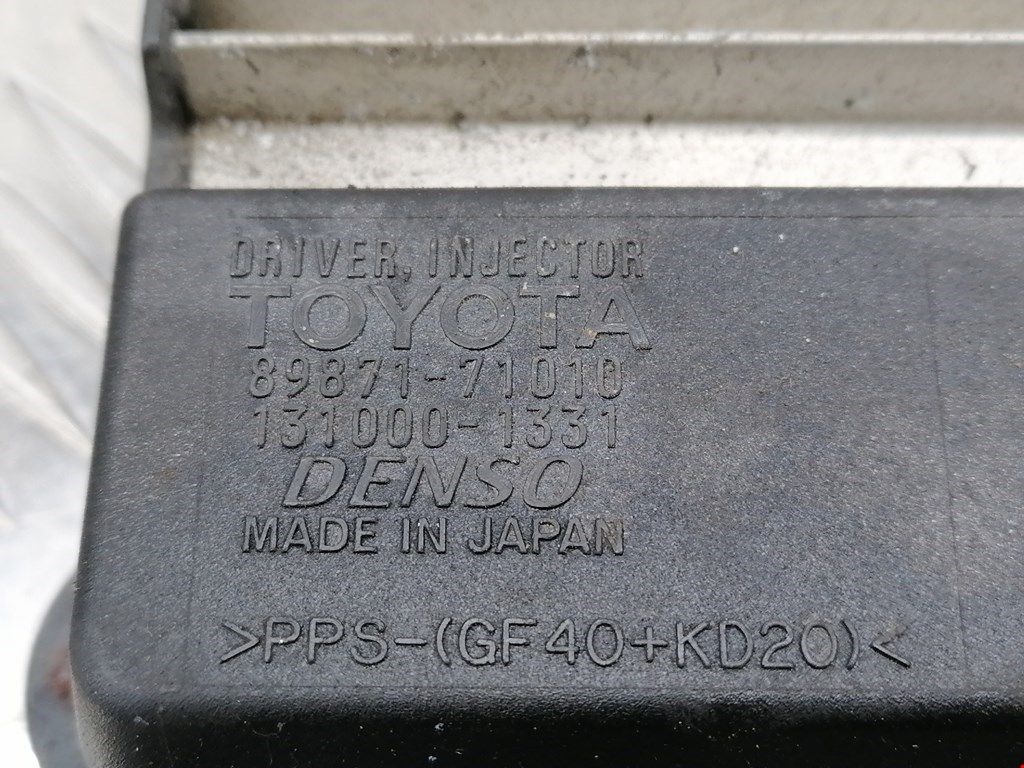 DRIVER, INJECTOR
TOYOTA
89871-71010
131000-1331
DENSO
MADE IN JAPAN
>PPS-(GF40+KD20)<